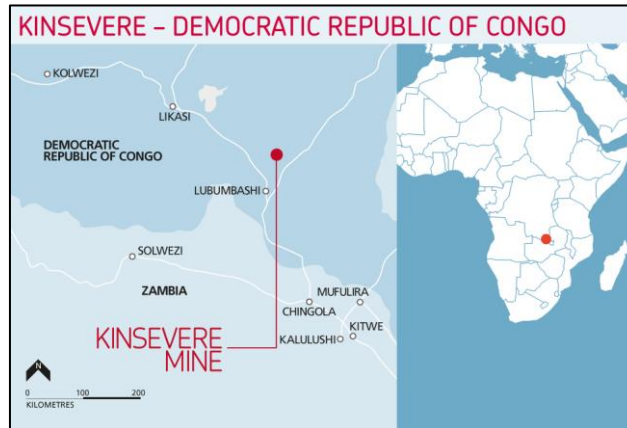 KINSEVERE – DEMOCRATIC REPUBLIC OF CONGO
KOLWEZI
LIKASI
DEMOCRATIC
REPUBLIC OF CONGO
LUBUMBASHI
SOLWEZI
ZAMBIA
MUFULIRA
CHINGOLA
KITWE
KALULUSHI
KINSEVERE
MINE
N
0 100 200
KILOMETRES